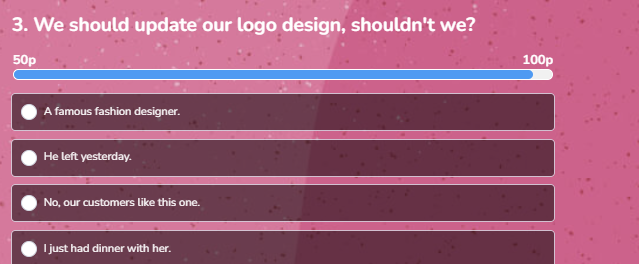 3. We should update our logo design, shouldn't we?
50p 100p
A famous fashion designer.
He left yesterday.
No, our customers like this one.
I just had dinner with her.